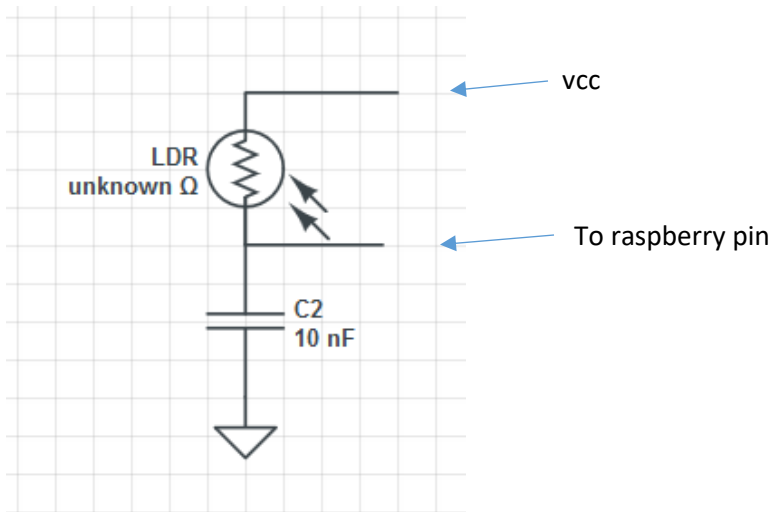 vcc
LDR
unknown Ω
To raspberry pin
C2
10 nF